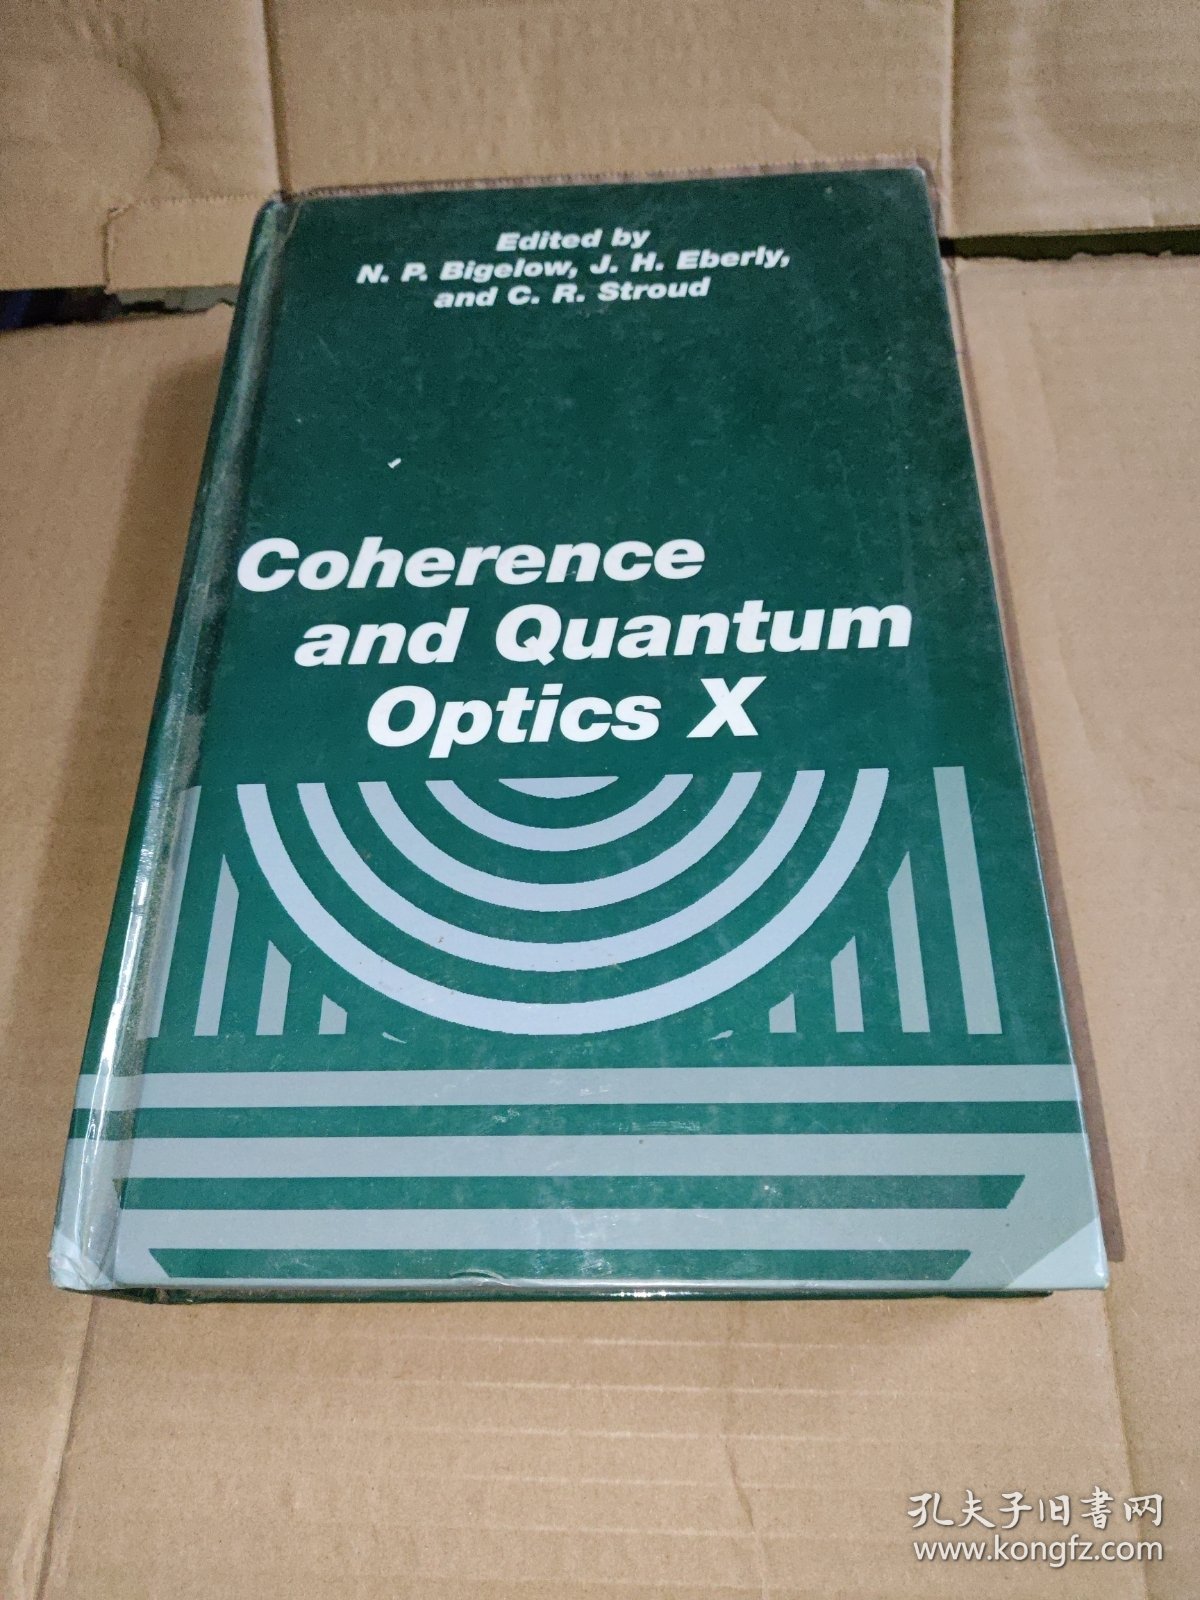 Edited by
N. P. Bigelow, J. H. Eberly,
and C. R. Stroud
Coherence
and Quantum
Optics X
孔夫子旧书网
www.kongfz.com